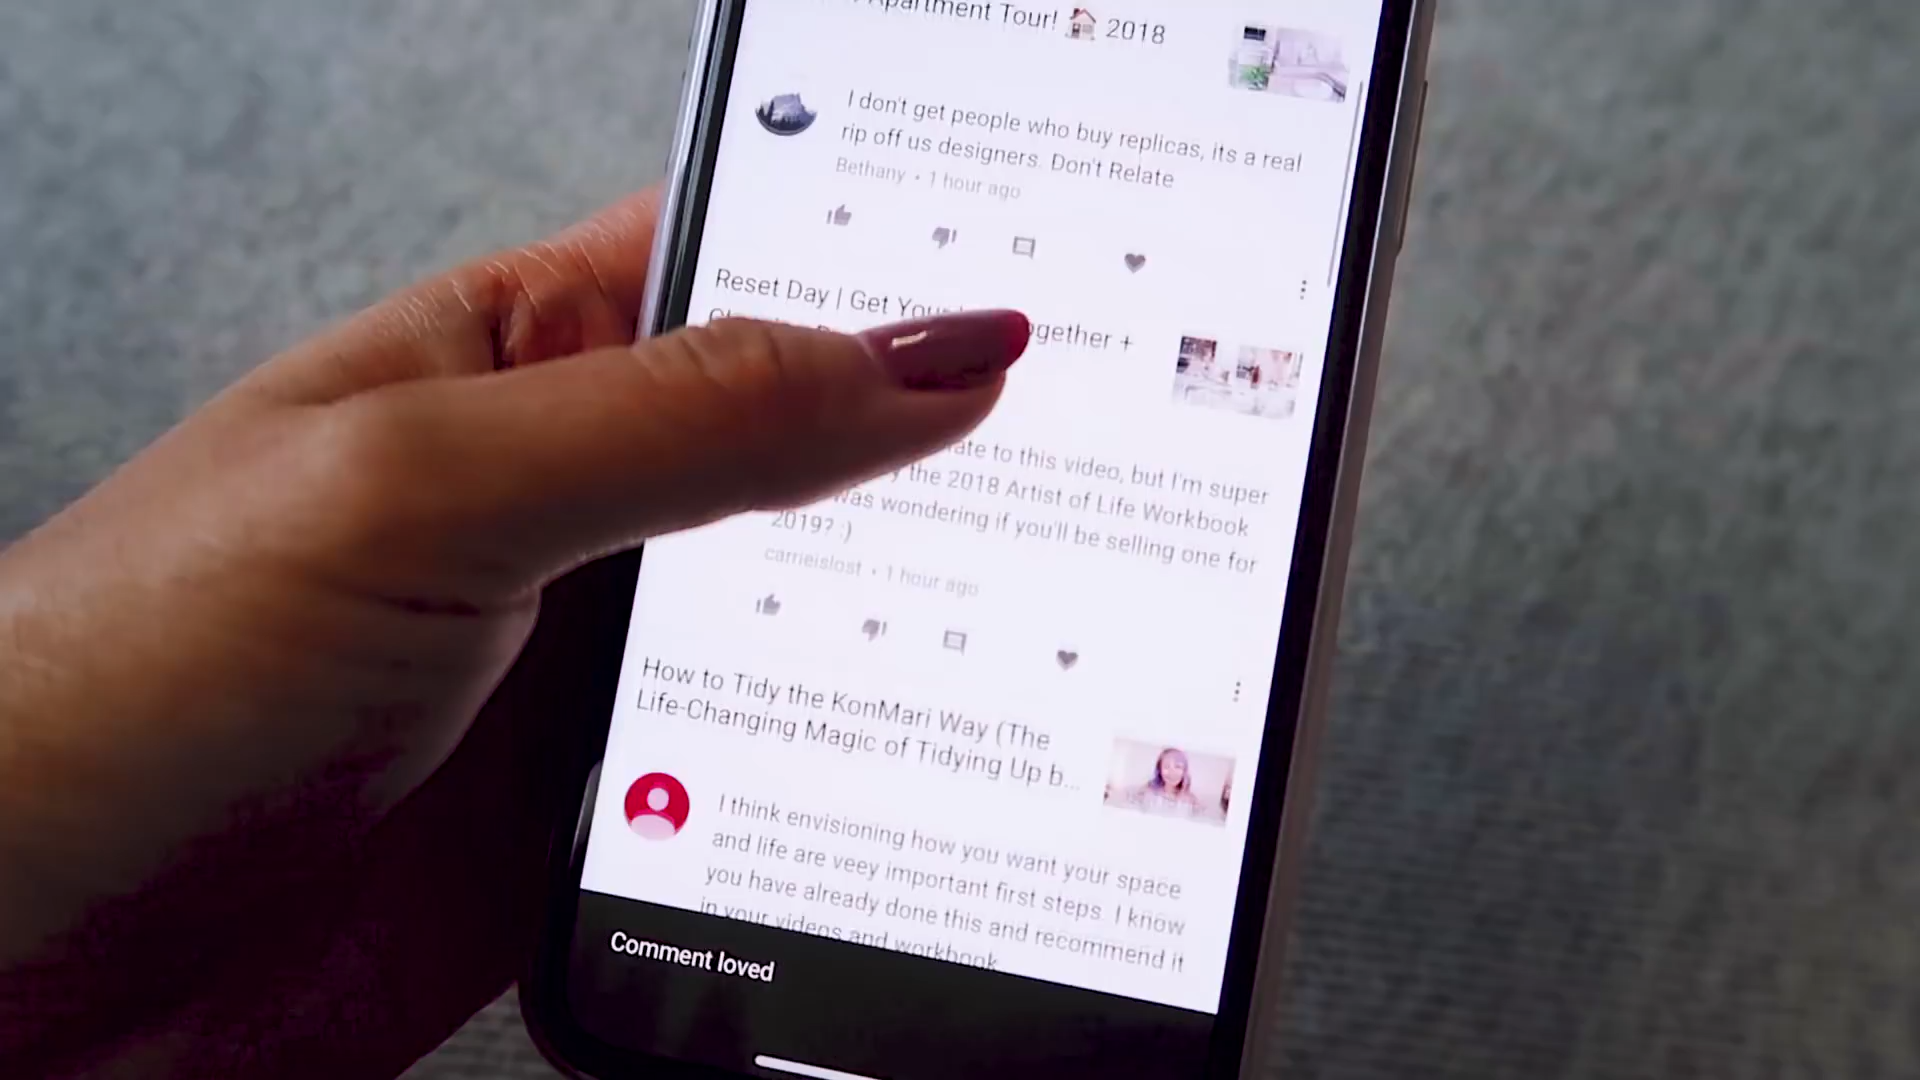 Apartment Tour! 🏠 2018
I don't get people who buy replicas, its a real
rip off us designers. Don't Relate
Bethany • 1 hour ago
Reset Day | Get Your ogether +
ate to this video, but I'm super
the 2018 Artist of Life Workbook
was wondering if you'll be selling one for
2019? :)
carrieislost • 1 hour ago
How to Tidy the KonMari Way (The
Life-Changing Magic of Tidying Up b...
I think envisioning how you want your space
and life are veey important first steps. I know
you have already done this and recommend it
in your videos and workbook
Comment loved